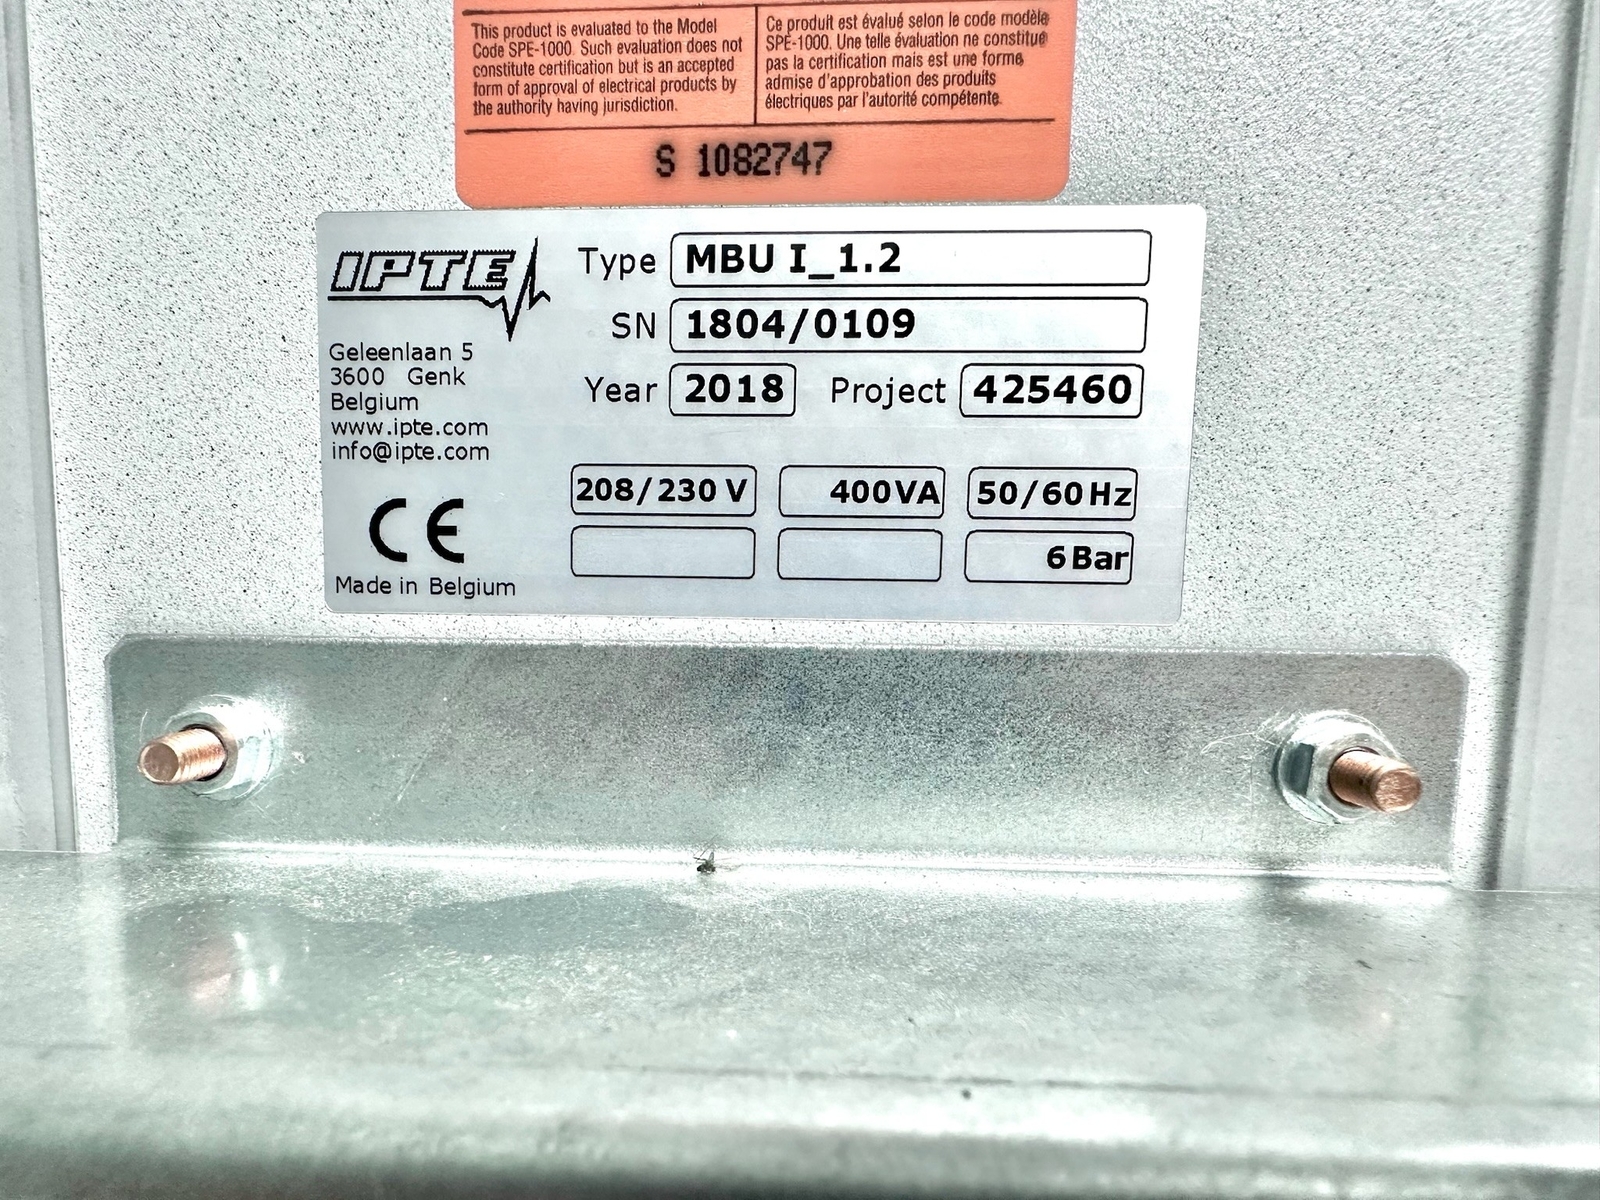 This product is evaluated to the Model
Code SPE-1000. Such evaluation does not
constitute certification but is an accepted
form of approval of electrical products by
the authority having jurisdiction.
Ce produit est évalué selon le code modèle
SPE-1000. Une telle évaluation ne constitue
pas la certification mais est une forme
admise d'approbation des produits
électriques par l'autorité compétente.
S 1082747
IPTE
Geleenlaan 5
3600 Genk
Belgium
www.ipte.com
info@ipte.com
CE
Made in Belgium
Type MBU I_1.2
SN 1804/0109
Year 2018 Project 425460
208/230 V 400VA 50/60Hz
6Bar